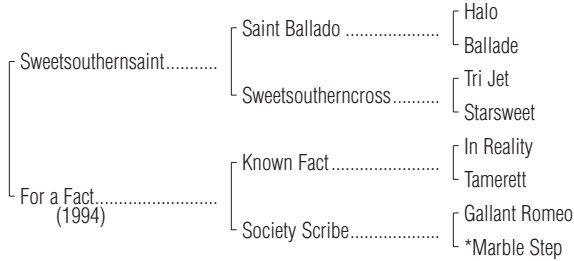 Halo
Saint Ballado ....................
Ballade
Sweetsouthernsaint...........
Tri Jet
Sweetsoutherncross..........
Starsweet
In Reality
Known Fact.......................
Tamerett
For a Fact..........................
(1994)
Gallant Romeo
Society Scribe...................
*Marble Step